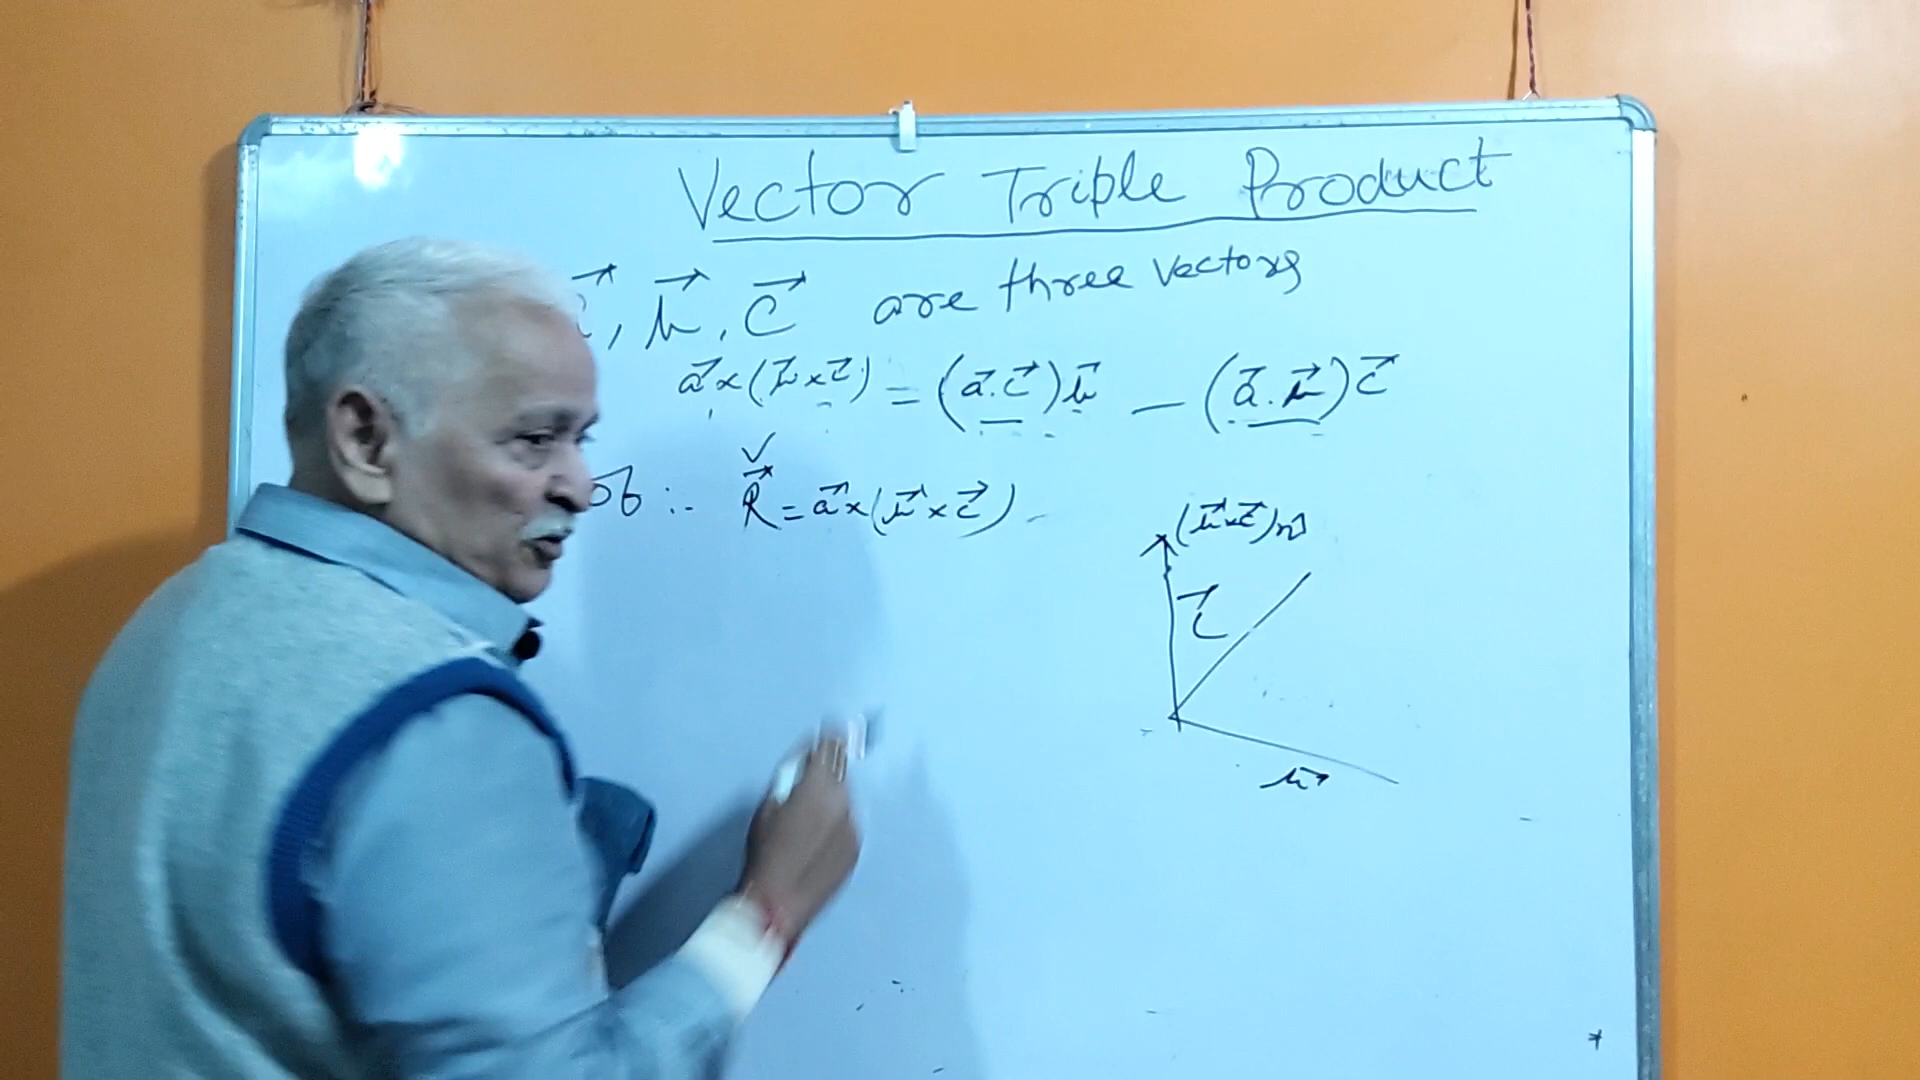 Vector Triple Product
, b⃗, c⃗ are three vectors
a⃗×(b⃗×c⃗) = (a⃗.c⃗)b⃗ — (a⃗.b⃗)c⃗
:- R⃗ = a⃗×(b⃗×c⃗)
(b⃗×c⃗)n̂
c⃗
b⃗